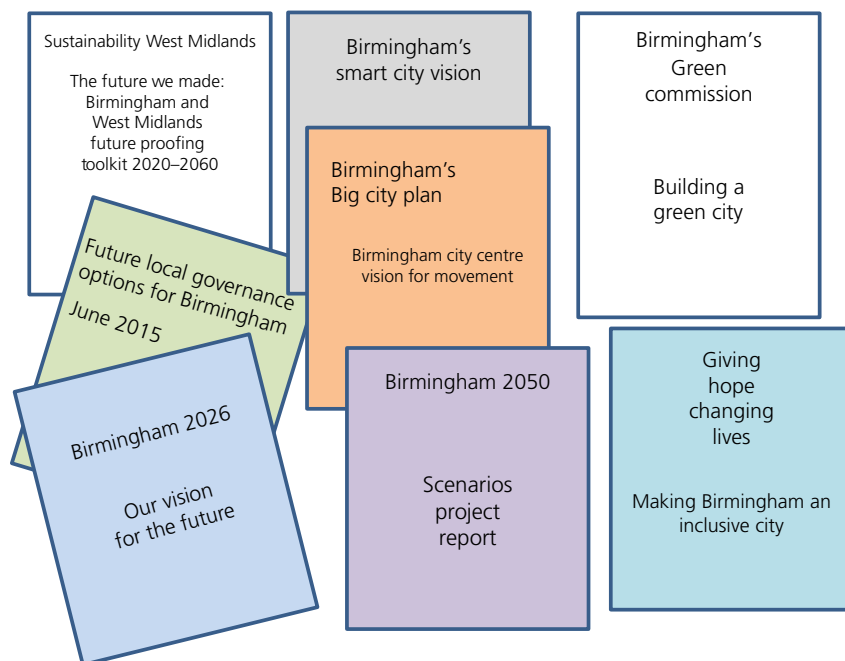 Sustainability West Midlands
The future we made:
Birmingham and
West Midlands
future proofing
toolkit 2020–2060
Birmingham’s
smart city vision
Birmingham’s
Green
commission
Building a
green city
Birmingham’s
Big city plan
Birmingham city centre
vision for movement
Future local governance
options for Birmingham
June 2015
Birmingham 2026
Our vision
for the future
Birmingham 2050
Scenarios
project
report
Giving
hope
changing
lives
Making Birmingham an
inclusive city